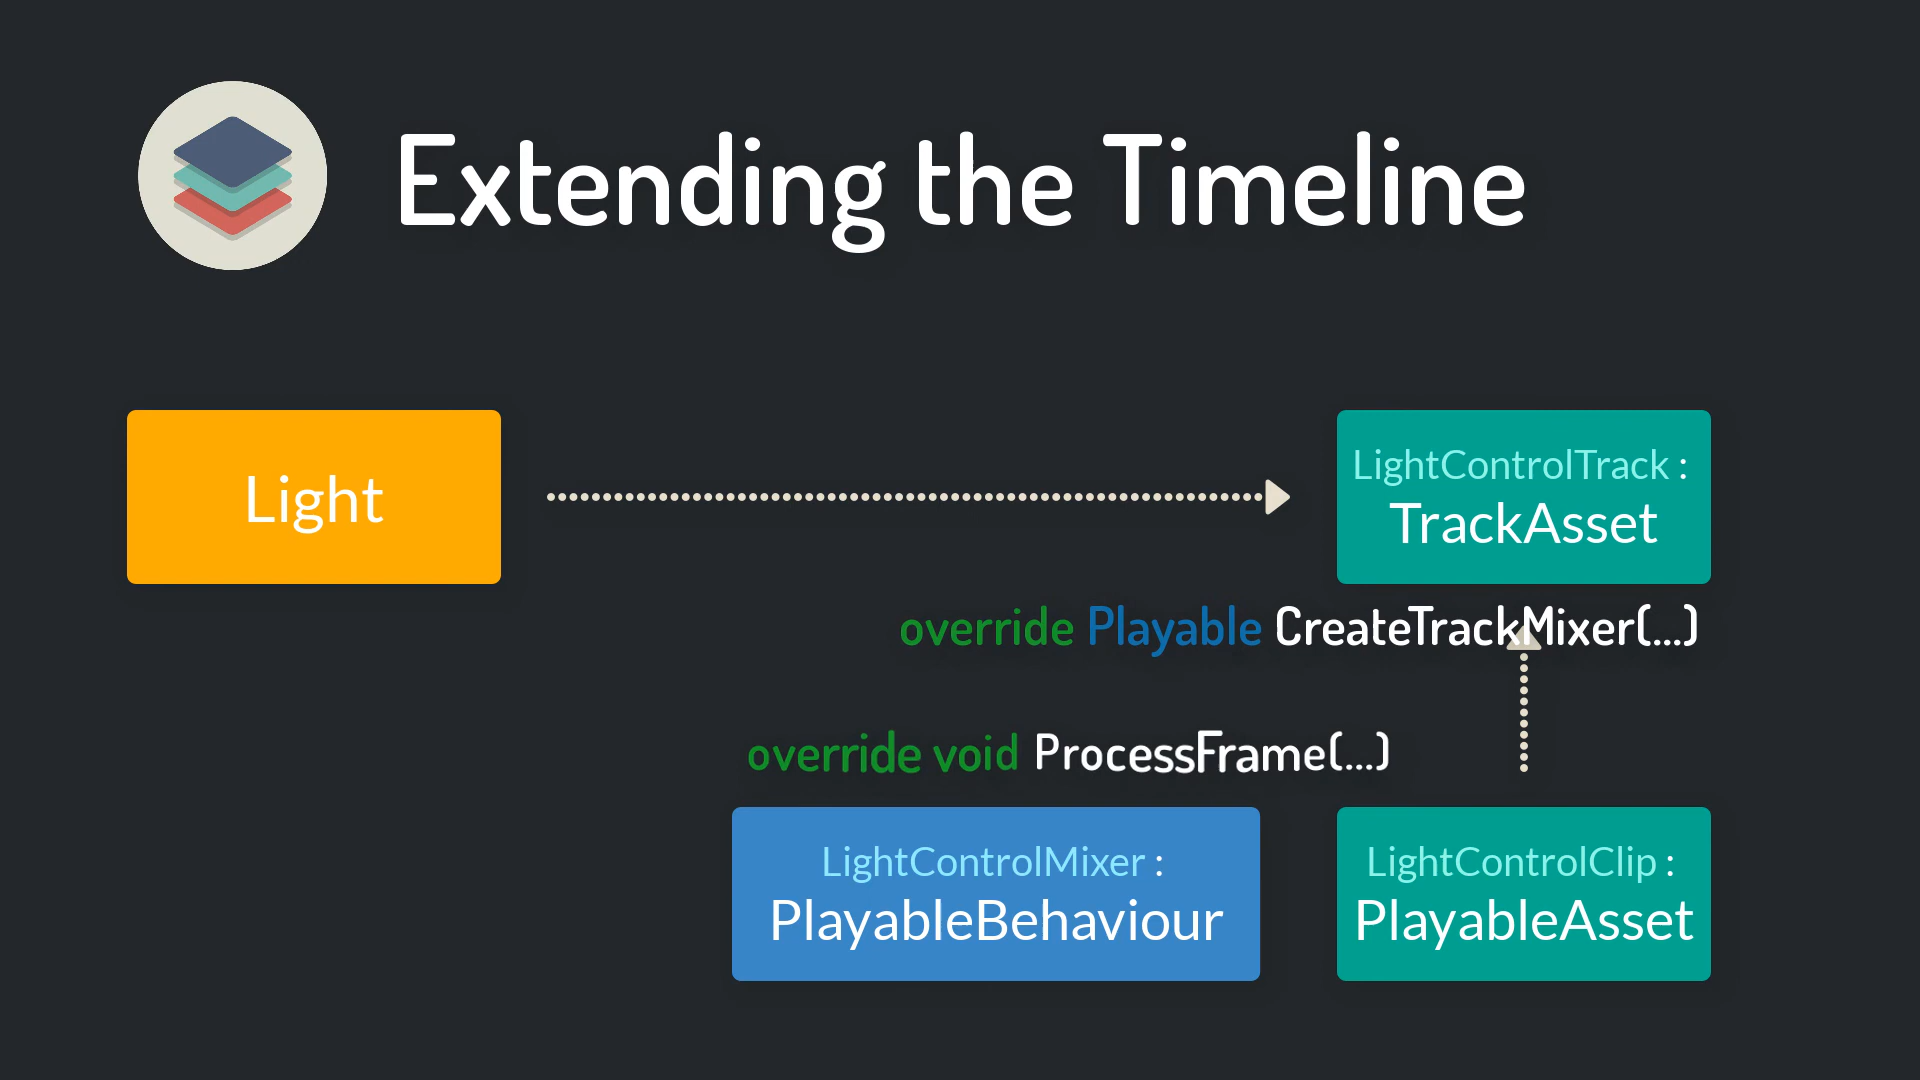 Extending the Timeline
Light
LightControlTrack :
TrackAsset
override Playable CreateTrackMixer(...)
override void ProcessFrame(...)
LightControlMixer :
PlayableBehaviour
LightControlClip :
PlayableAsset